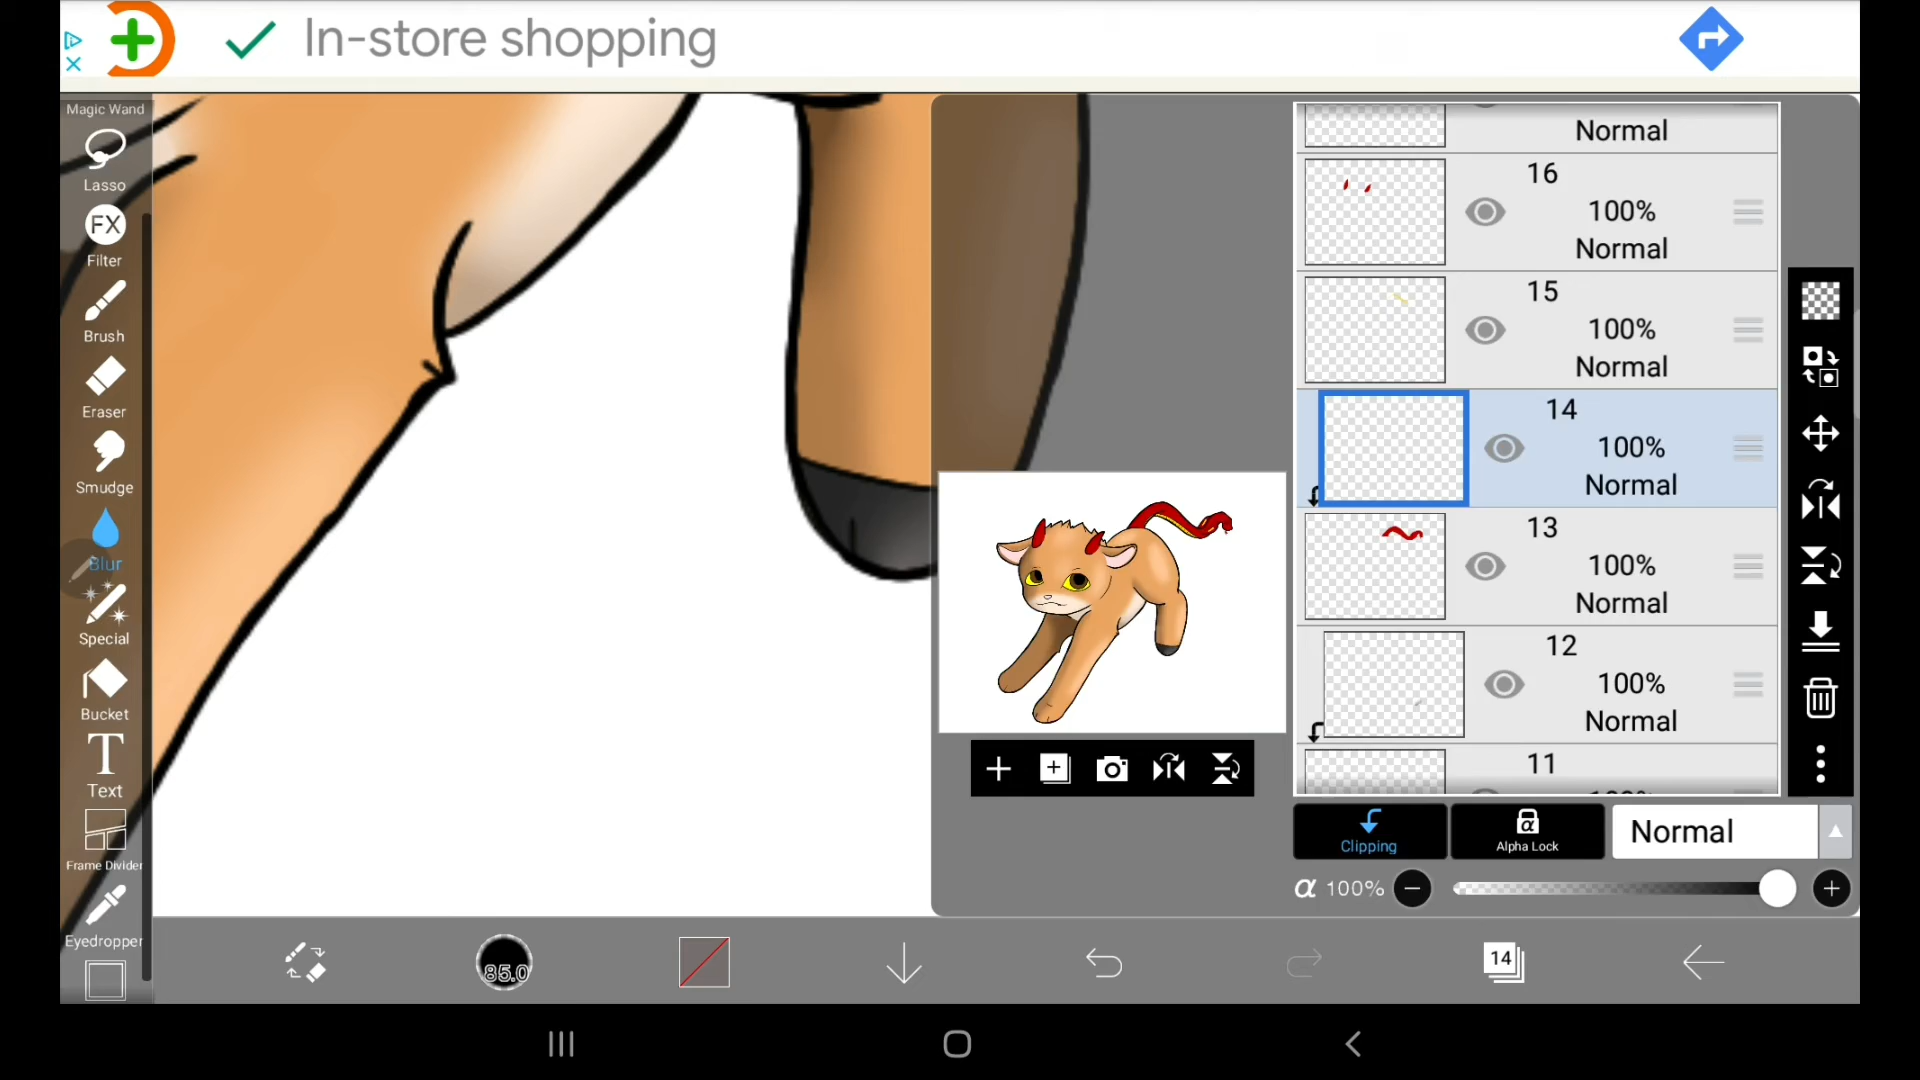 In-store shopping
Magic Wand
Lasso
FX
Filter
Brush
Eraser
Smudge
Blur
Special
Bucket
T
Text
Frame Divider
Eyedropper
Normal
16
100%
Normal
15
100%
Normal
14
100%
Normal
13
100%
Normal
12
100%
Normal
11
Clipping
α
Alpha Lock
Normal
α 100%
85.0
14